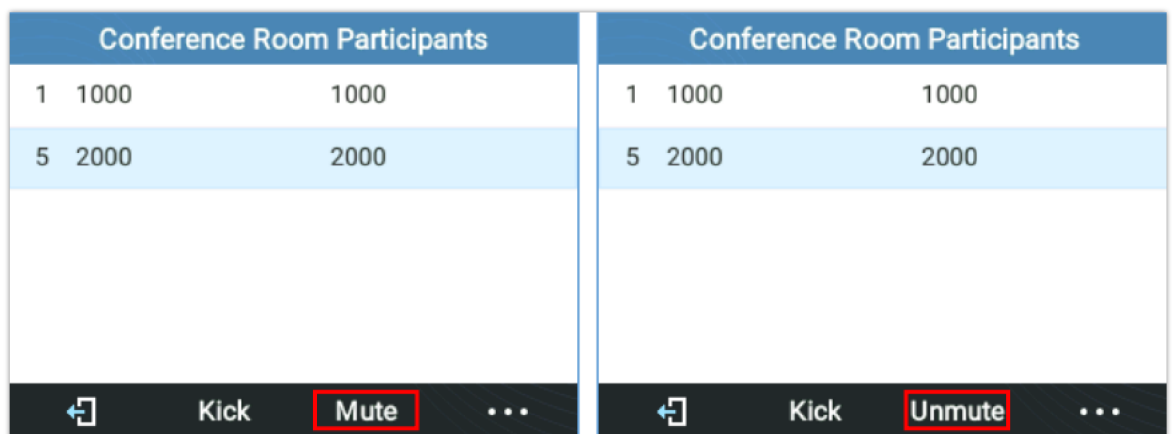 Conference Room Participants
1 1000 1000
5 2000 2000
Kick Mute ...
Conference Room Participants
1 1000 1000
5 2000 2000
Kick Unmute ...